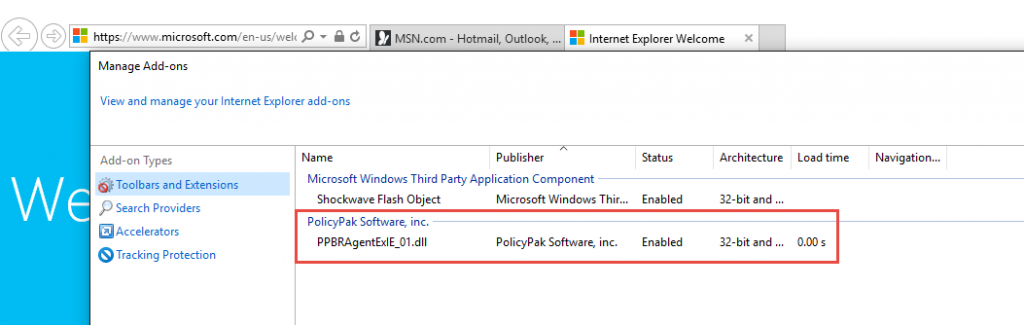 https://www.microsoft.com/en-us/welc
MSN.com - Hotmail, Outlook, ...
Internet Explorer Welcome
Manage Add-ons
View and manage your Internet Explorer add-ons
We
Add-on Types
Toolbars and Extensions
Search Providers
Accelerators
Tracking Protection
Name Publisher Status Architecture Load time Navigation...
Microsoft Windows Third Party Application Component
Shockwave Flash Object Microsoft Windows Thir... Enabled 32-bit and ...
PolicyPak Software, inc.
PPBRAgentExIE_01.dll PolicyPak Software, inc. Enabled 32-bit and ... 0.00 s